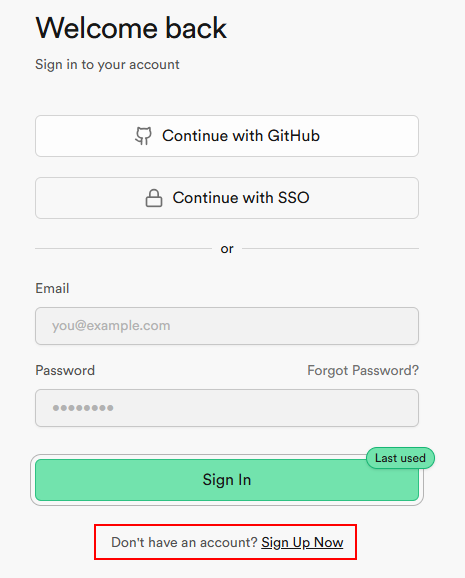 Welcome back
Sign in to your account
Continue with GitHub
Continue with SSO
or
Email
you@example.com
Password Forgot Password?
••••••••
Last used
Sign In
Don't have an account? Sign Up Now